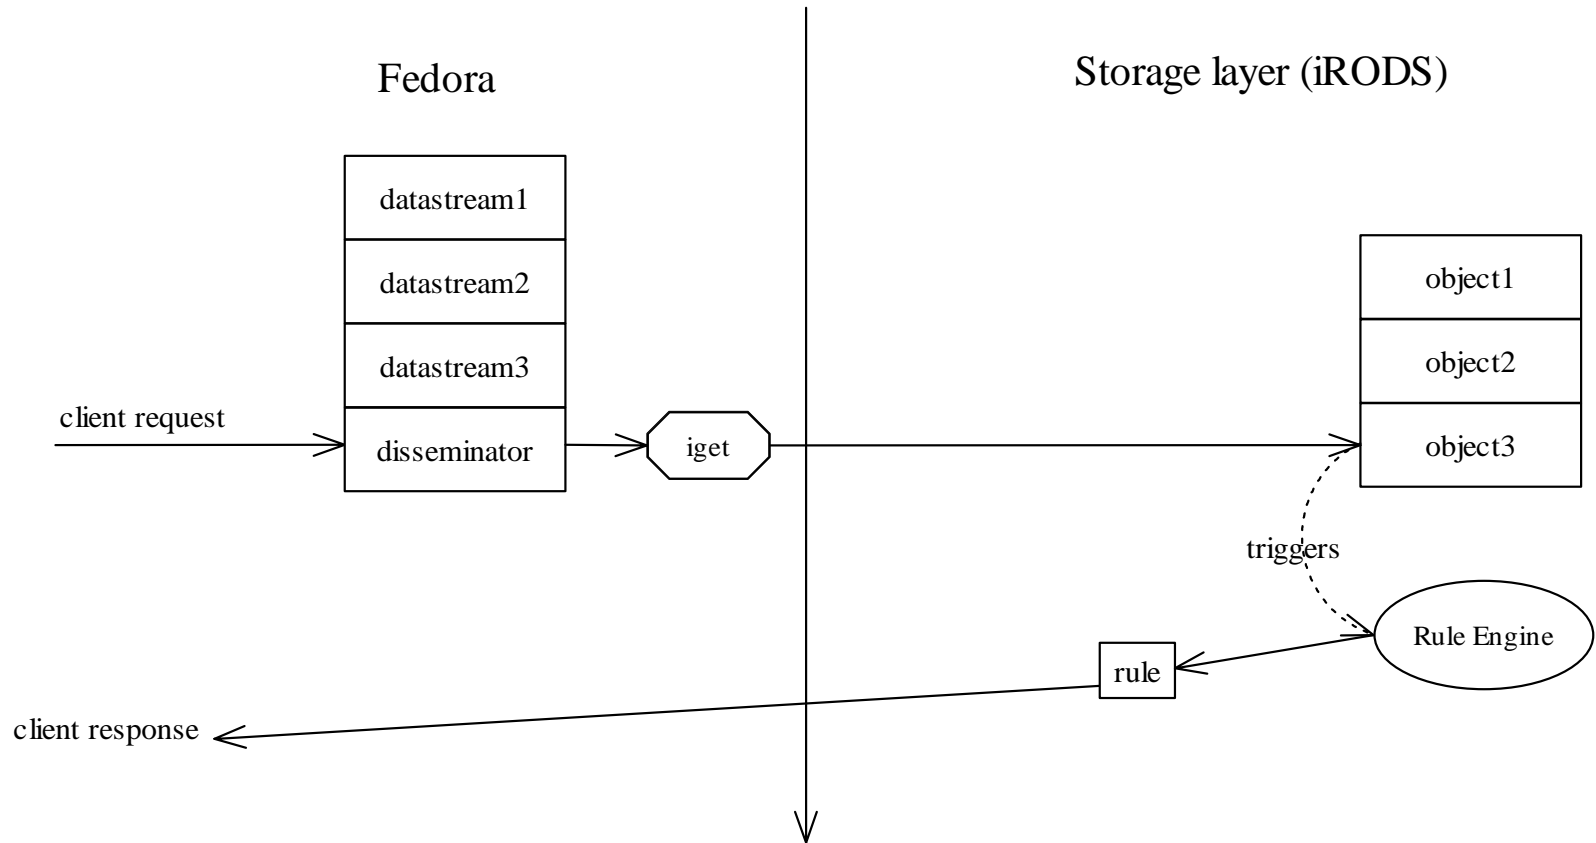 Fedora
Storage layer (iRODS)
datastream1
datastream2
datastream3
disseminator
client request
iget
object1
object2
object3
triggers
Rule Engine
rule
client response